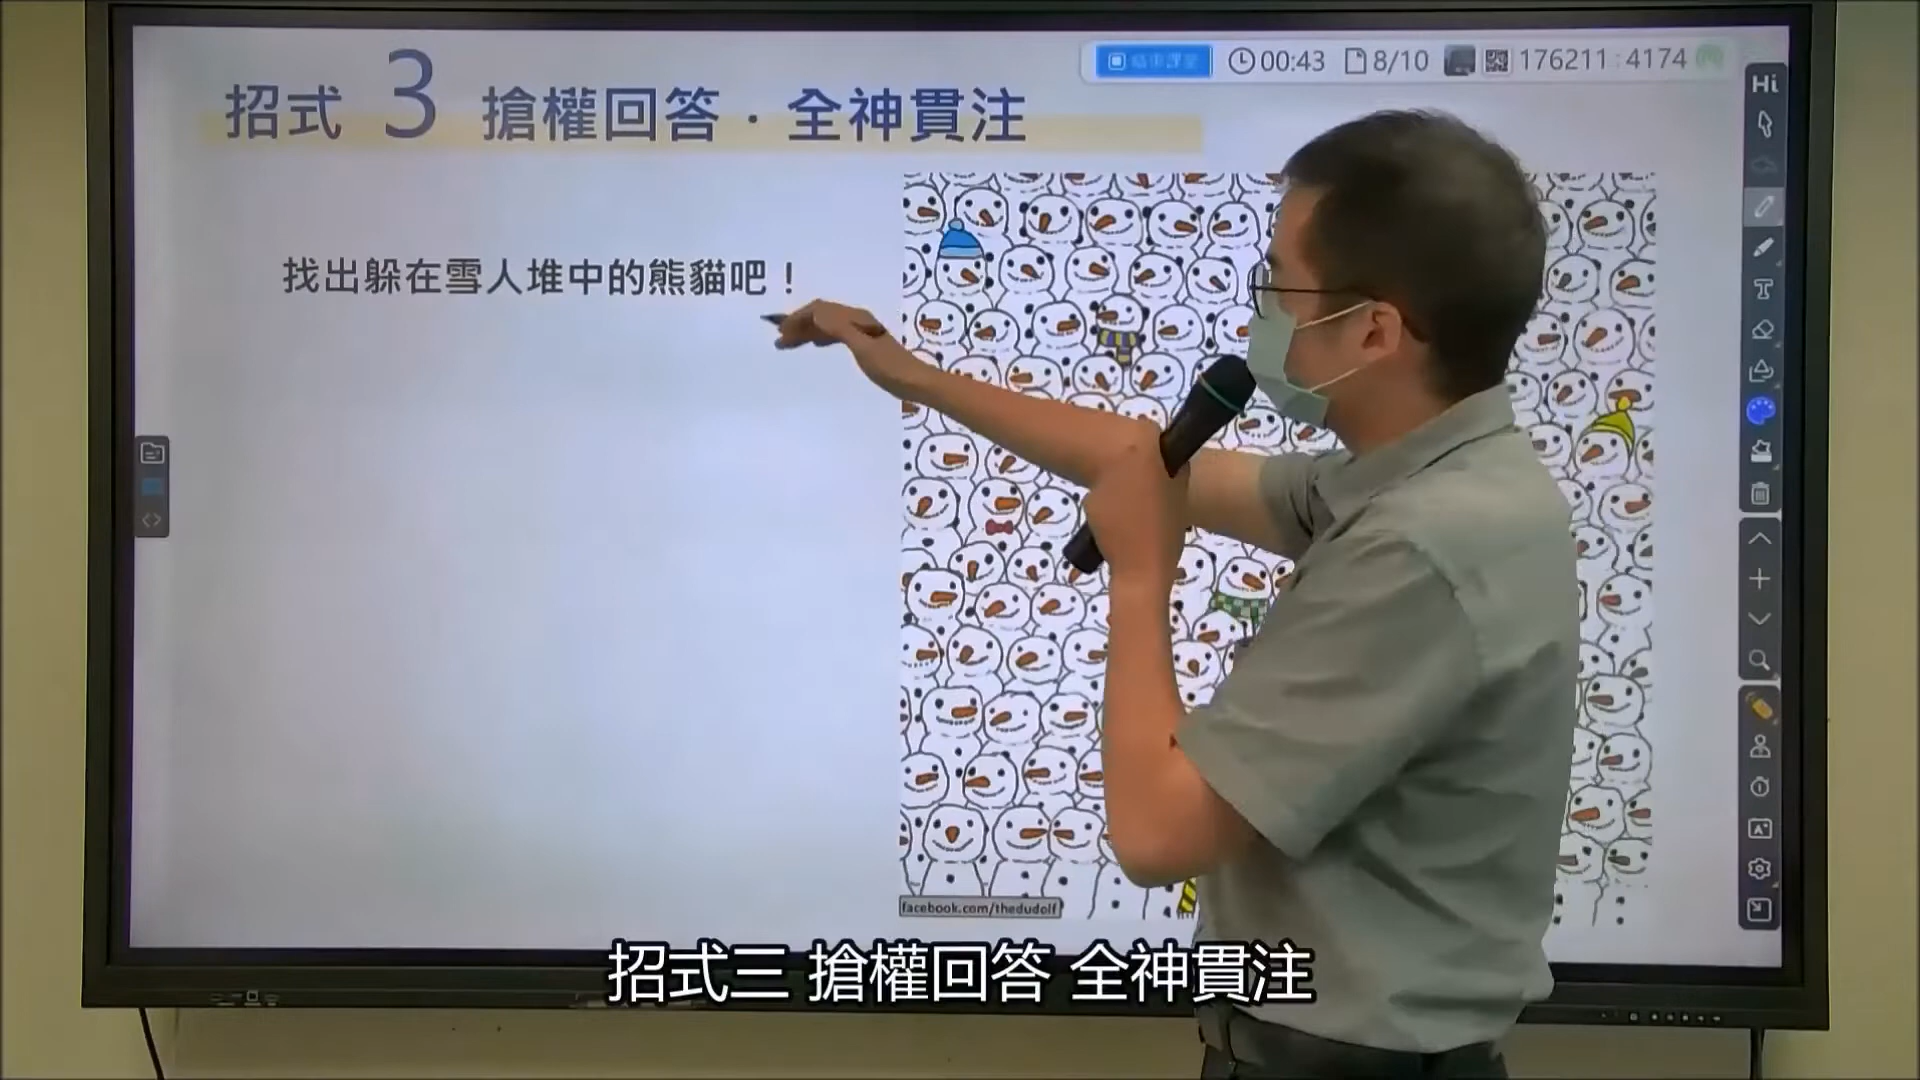 招式 3 搶權回答·全神貫注
00:43 8/10 176211:4174
Hi
找出躲在雪人堆中的熊貓吧！
facebook.com/thedudolf
招式三 搶權回答 全神貫注